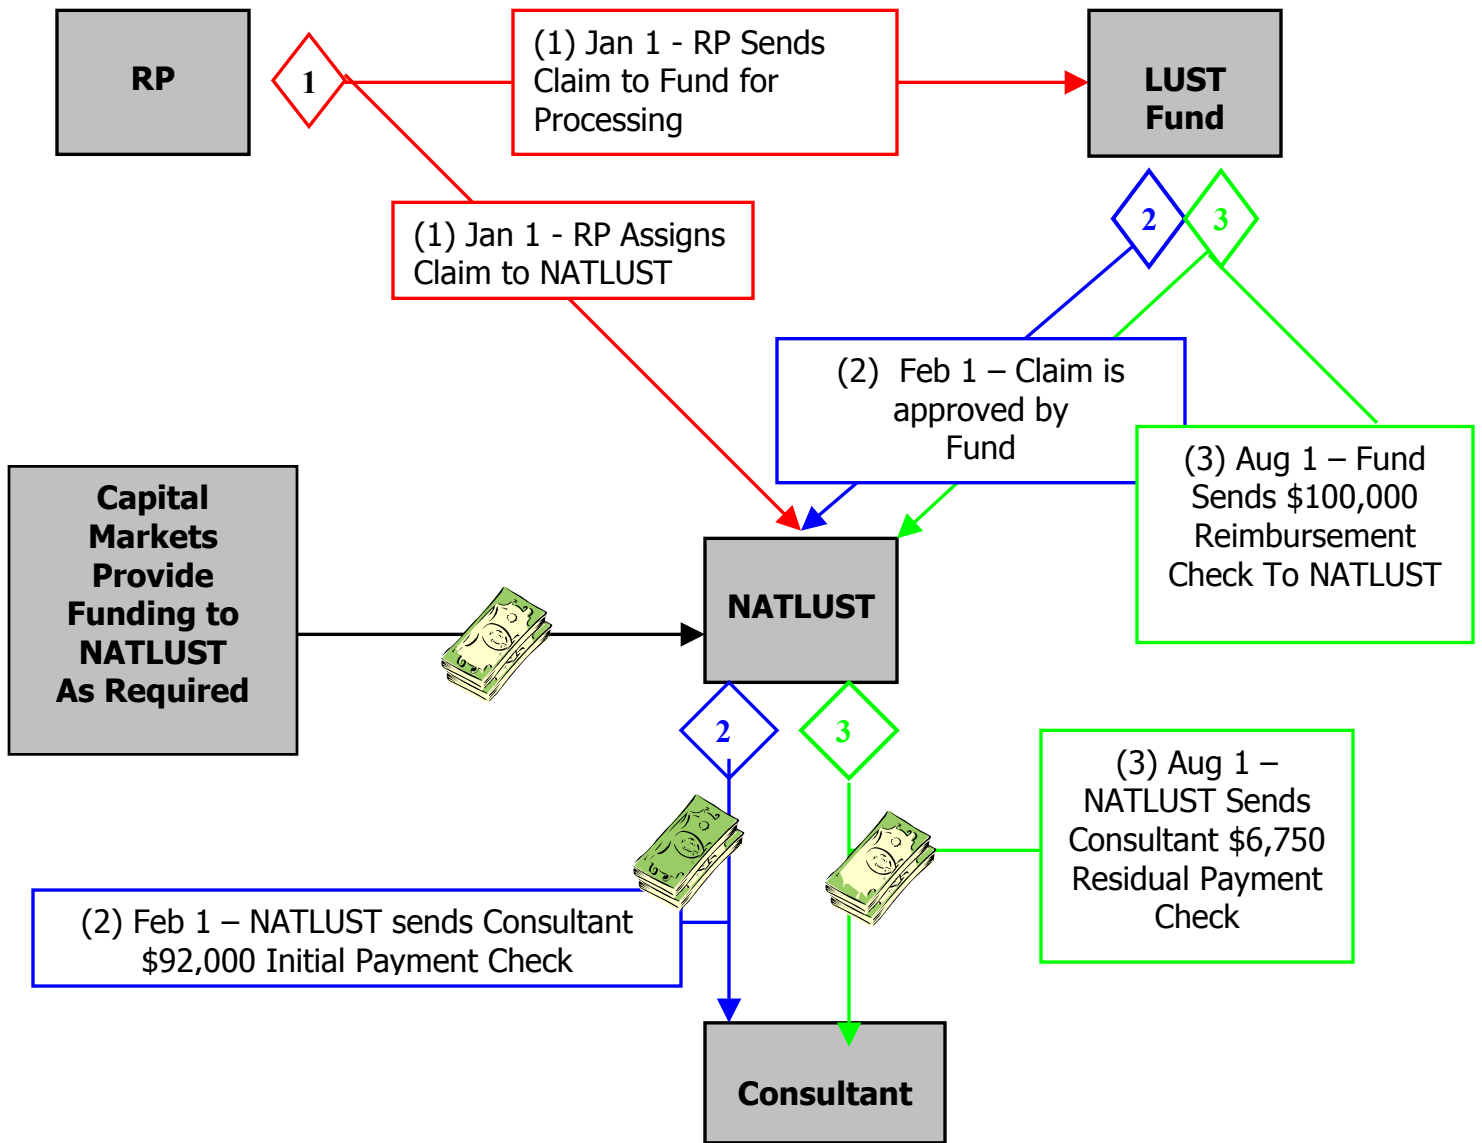 RP
1
(1) Jan 1 - RP Sends
Claim to Fund for
Processing
LUST
Fund
(1) Jan 1 - RP Assigns
Claim to NATLUST
2
3
(2)  Feb 1 – Claim is
approved by
Fund
(3) Aug 1 – Fund
Sends $100,000
Reimbursement
Check To NATLUST
Capital
Markets
Provide
Funding to
NATLUST
As Required
NATLUST
2
3
(3) Aug 1 –
NATLUST Sends
Consultant $6,750
Residual Payment
Check
(2) Feb 1 – NATLUST sends Consultant
$92,000 Initial Payment Check
Consultant